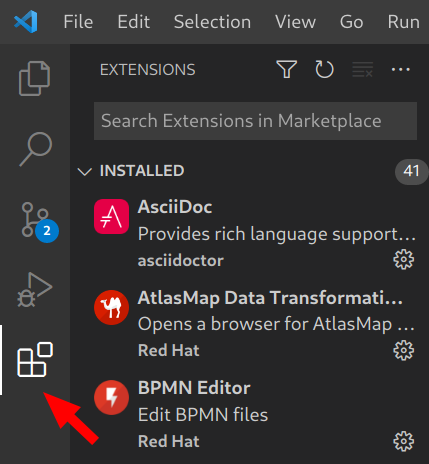 File Edit Selection View Go Run
EXTENSIONS
Search Extensions in Marketplace
INSTALLED 41
AsciiDoc
Provides rich language support...
asciidoctor
2
AtlasMap Data Transformati...
Opens a browser for AtlasMap ...
Red Hat
BPMN Editor
Edit BPMN files
Red Hat